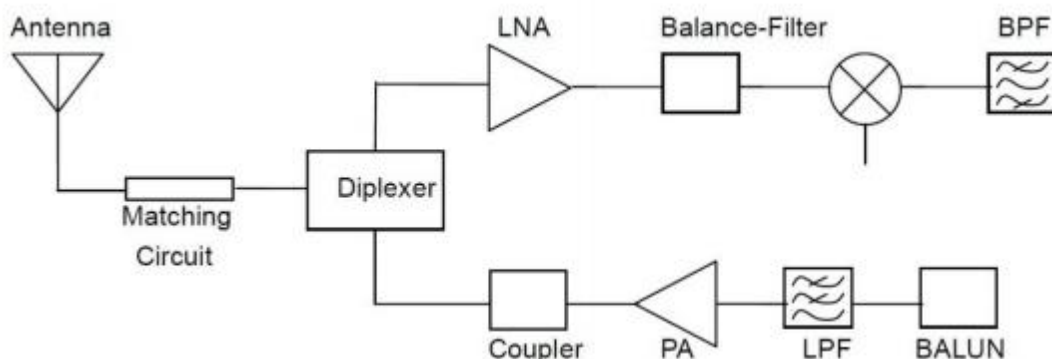 Antenna
LNA
Balance-Filter
BPF
Diplexer
Matching
Circuit
Coupler
PA
LPF
BALUN